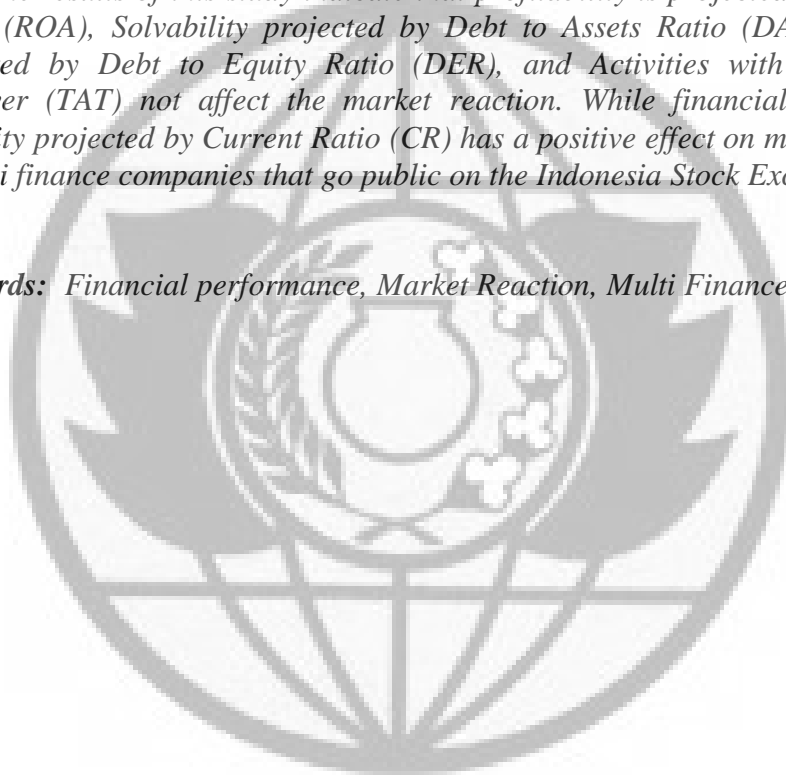 (ROA), Solvability projected by Debt to Assets Ratio (DA
ed by Debt to Equity Ratio (DER), and Activities with
er (TAT) not affect the market reaction. While financial
ity projected by Current Ratio (CR) has a positive effect on m
i finance companies that go public on the Indonesia Stock Exc
rds: Financial performance, Market Reaction, Multi Finance